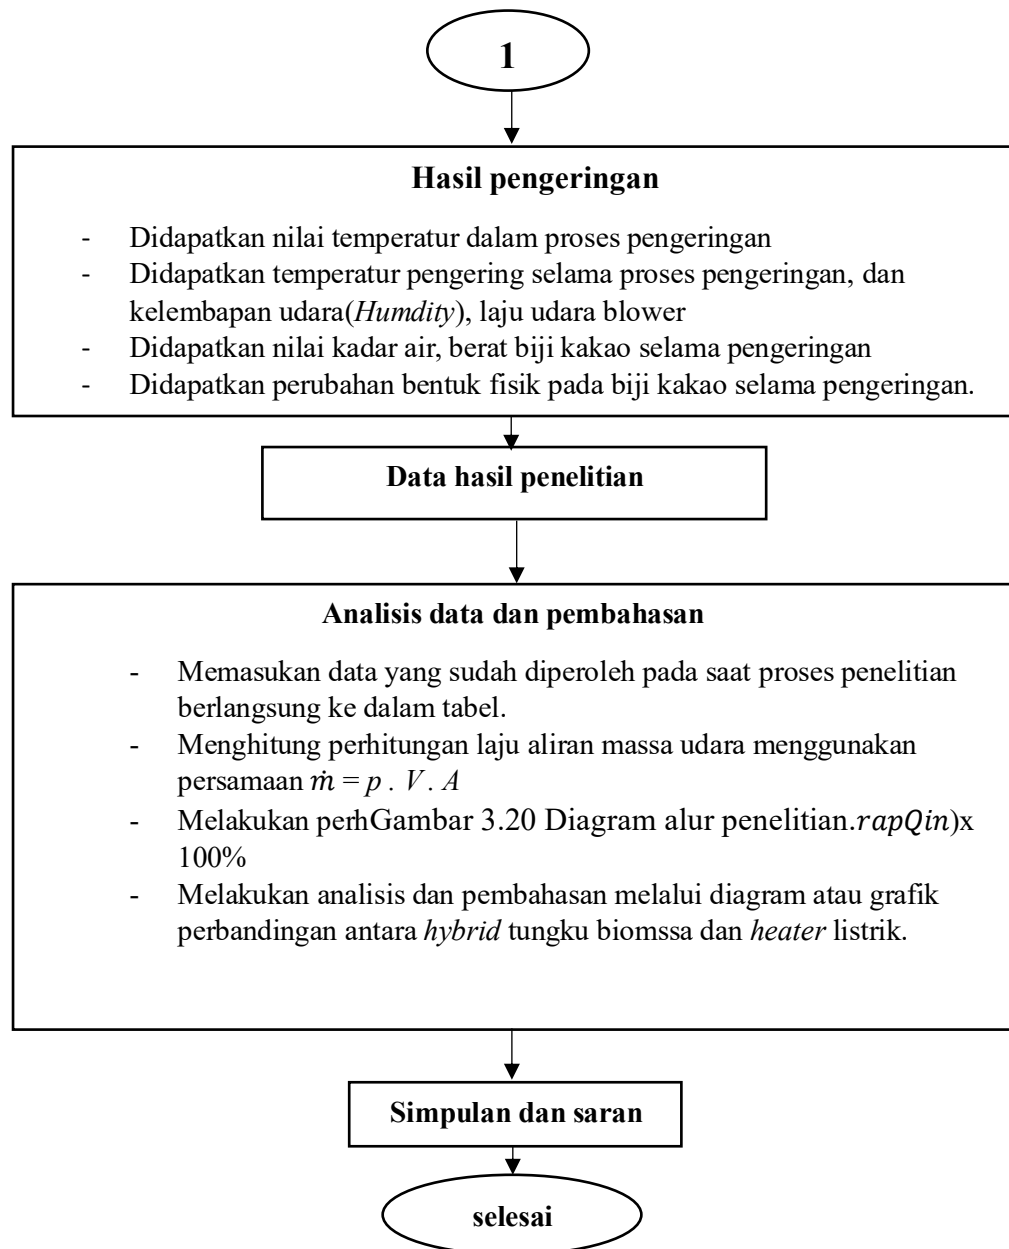 1
Hasil pengeringan
- Didapatkan nilai temperatur dalam proses pengeringan
- Didapatkan temperatur pengering selama proses pengeringan, dan
kelembapan udara(Humdity), laju udara blower
- Didapatkan nilai kadar air, berat biji kakao selama pengeringan
- Didapatkan perubahan bentuk fisik pada biji kakao selama pengeringan.
Data hasil penelitian
Analisis data dan pembahasan
- Memasukan data yang sudah diperoleh pada saat proses penelitian
berlangsung ke dalam tabel.
- Menghitung perhitungan laju aliran massa udara menggunakan
persamaan ṁ = p . V . A
- Melakukan perhGambar 3.20 Diagram alur penelitian.rapQin)x
100%
- Melakukan analisis dan pembahasan melalui diagram atau grafik
perbandingan antara hybrid tungku biomssa dan heater listrik.
Simpulan dan saran
selesai